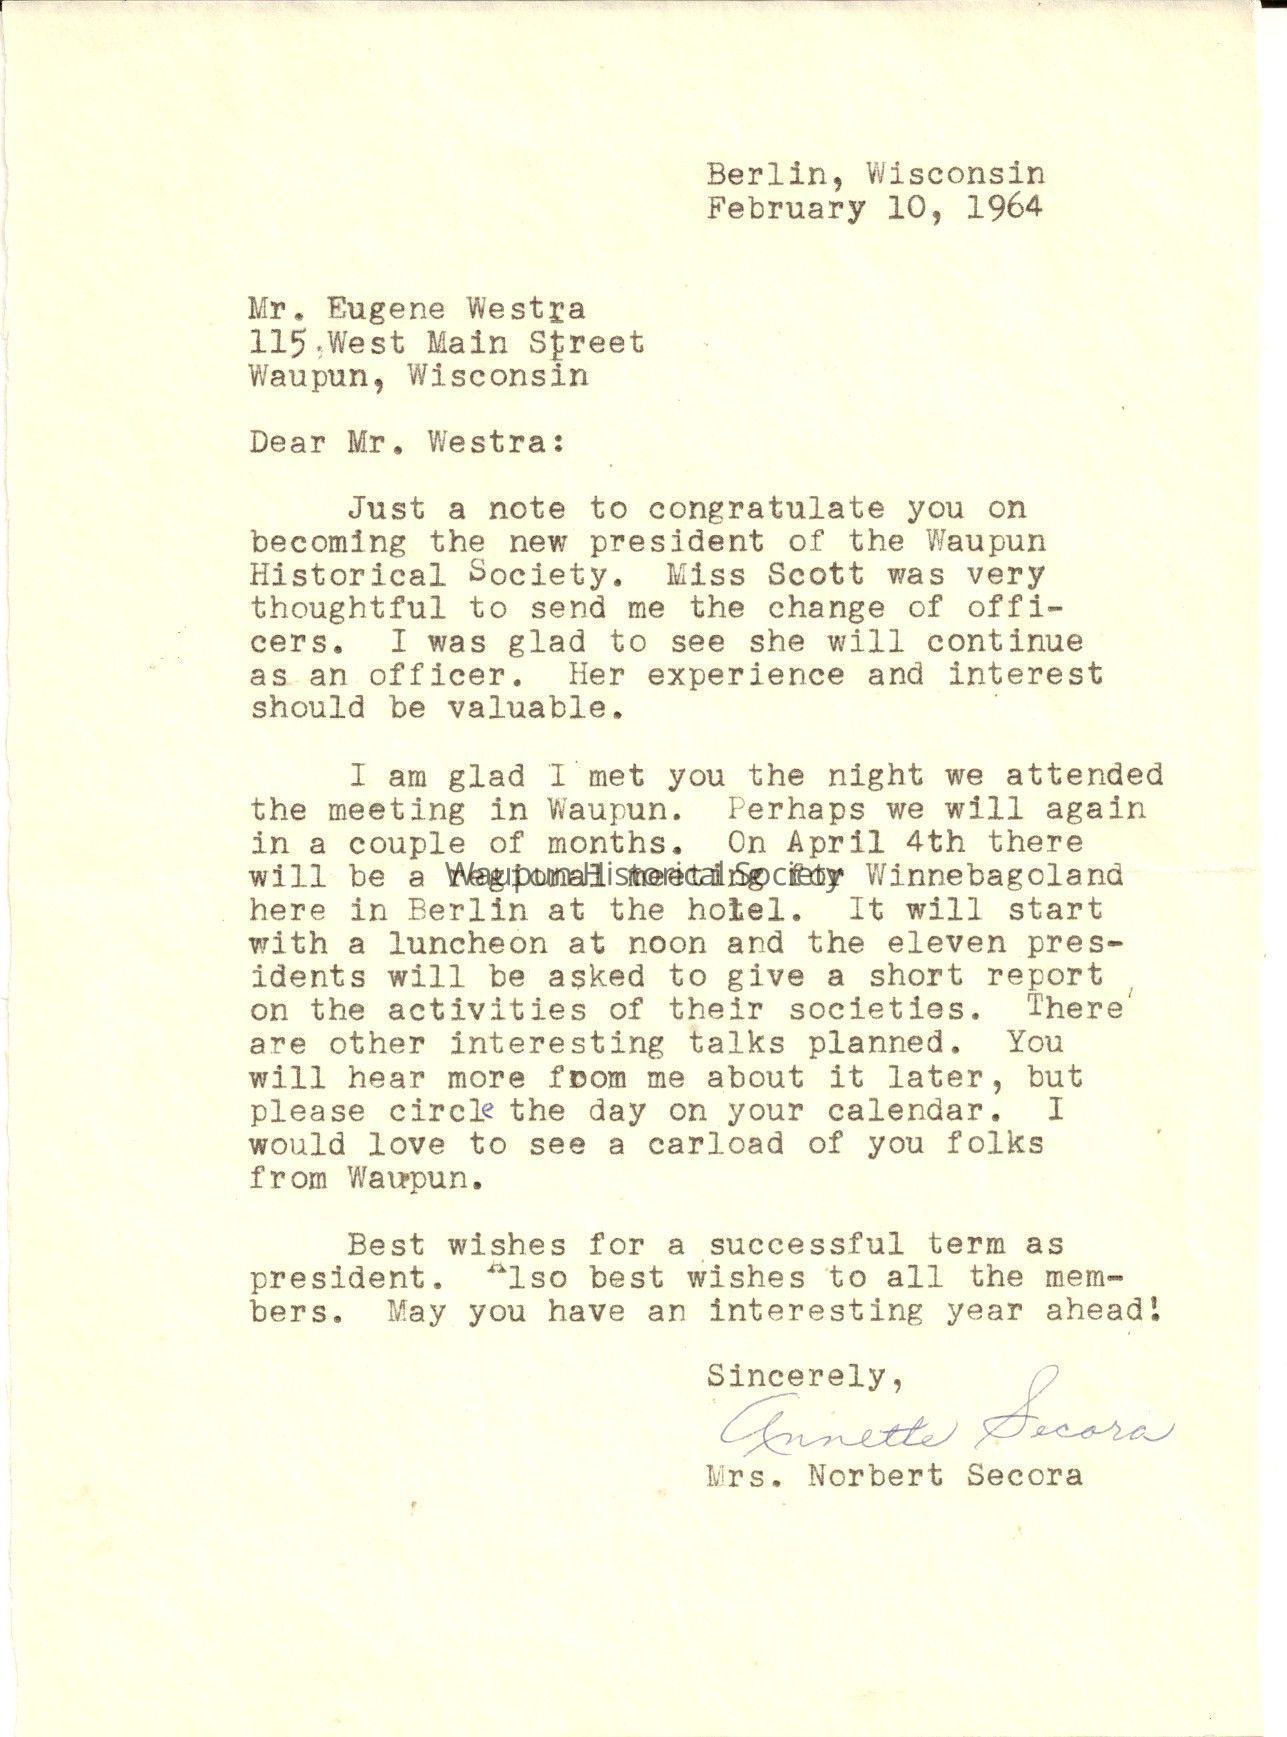 Berlin, Wisconsin
February 10, 1964
Mr. Eugene Westra
115 West Main Street
Waupun, Wisconsin
Dear Mr. Westra:
Just a note to congratulate you on
becoming the new president of the Waupun
Historical Society. Miss Scott was very
thoughtful to send me the change of offi-
cers. I was glad to see she will continue
as an officer. Her experience and interest
should be valuable.
I am glad I met you the night we attended
the meeting in Waupun. Perhaps we will again
in a couple of months. On April 4th there
will be a regional meeting for Winnebagoland
Waupun Historical Society
here in Berlin at the hotel. It will start
with a luncheon at noon and the eleven pres-
idents will be asked to give a short report
on the activities of their societies. There
are other interesting talks planned. You
will hear more from me about it later, but
please circle the day on your calendar. I
would love to see a carload of you folks
from Waupun.
Best wishes for a successful term as
president. Also best wishes to all the mem-
bers. May you have an interesting year ahead!
Sincerely,
Annette Secora
Mrs. Norbert Secora